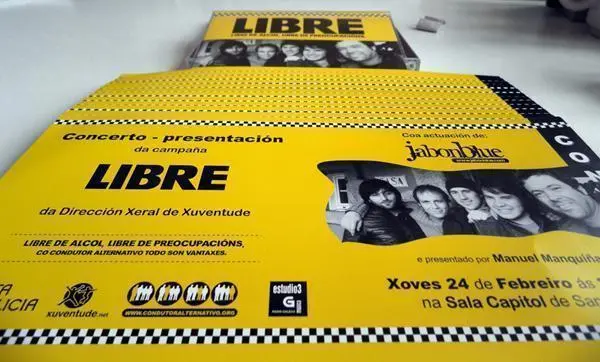 LIBRE
LIBRE DE ALCOL, LIBRE DE PREOCUPACIÓNS
Concerto - presentación
da campaña
LIBRE
da Dirección Xeral de Xuventude
LIBRE DE ALCOL, LIBRE DE PREOCUPACIÓNS,
CO CONDUTOR ALTERNATIVO TODO SON VANTAXES.
xuventude.net
WWW.CONDUTORALTERNATIVO.ORG
estudio3
G
RADIO GALEGA
Coa actuación de:
jabonblue
e presentado por Manuel
Xoves 24 de Febreiro ás
na Sala Capitol de